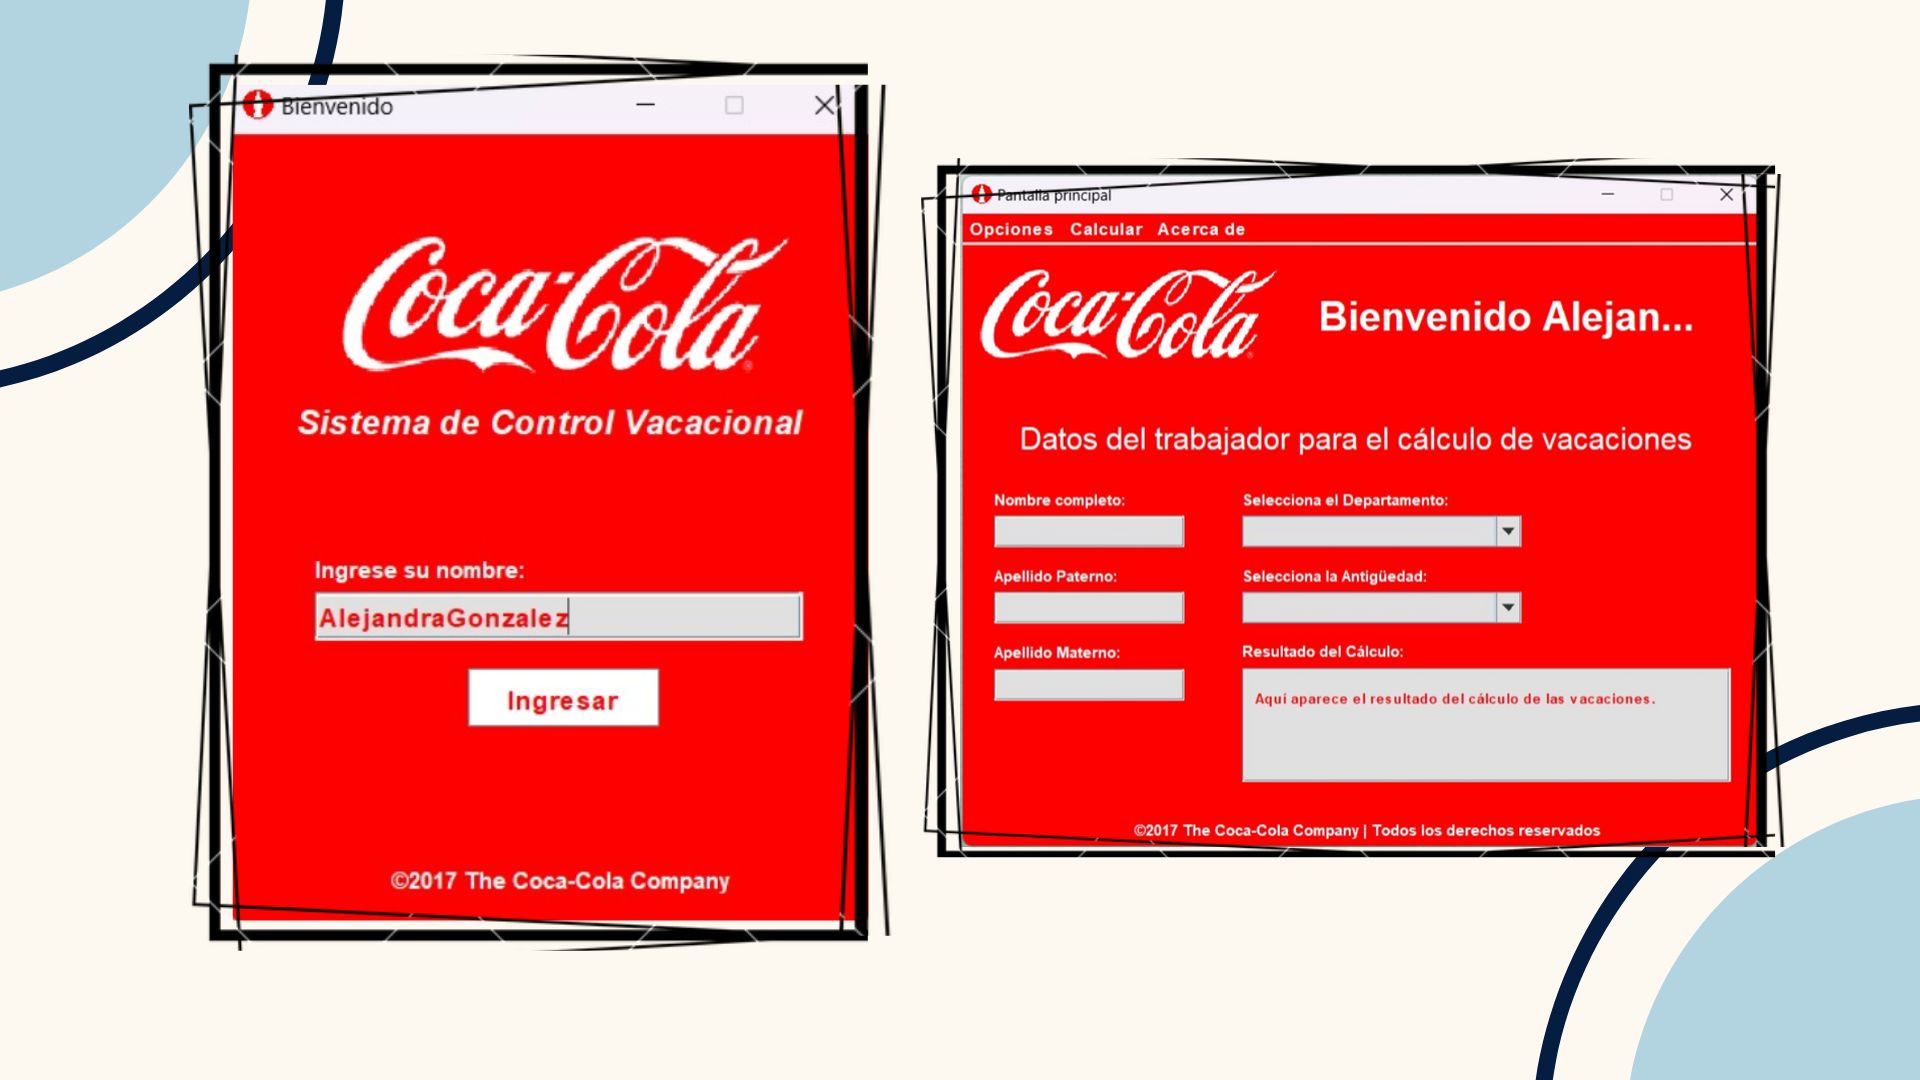 Bienvenido
Coca-Cola
Sistema de Control Vacacional
Ingrese su nombre:
AlejandraGonzalez
Ingresar
©2017 The Coca-Cola Company
Pantalla principal
Opciones Calcular Acerca de
Coca-Cola
Bienvenido Alejan...
Datos del trabajador para el cálculo de vacaciones
Nombre completo:
Selecciona el Departamento:
Apellido Paterno:
Selecciona la Antigüedad:
Apellido Materno:
Resultado del Cálculo:
Aquí aparece el resultado del cálculo de las vacaciones.
©2017 The Coca-Cola Company | Todos los derechos reservados